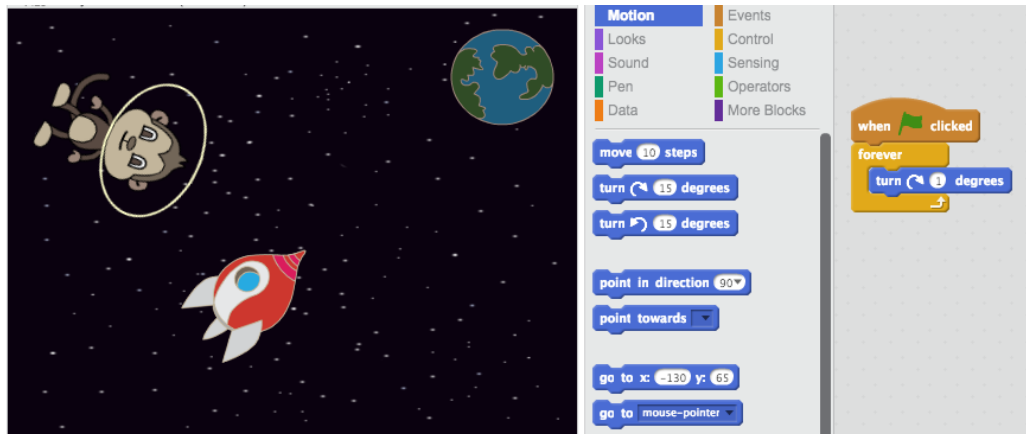 Motion
Events
Looks
Control
Sound
Sensing
Pen
Operators
Data
More Blocks
move 10 steps
turn 15 degrees
turn 15 degrees
point in direction 90
point towards
go to x: -130 y: 65
go to mouse-pointer
when clicked
forever
turn 1 degrees